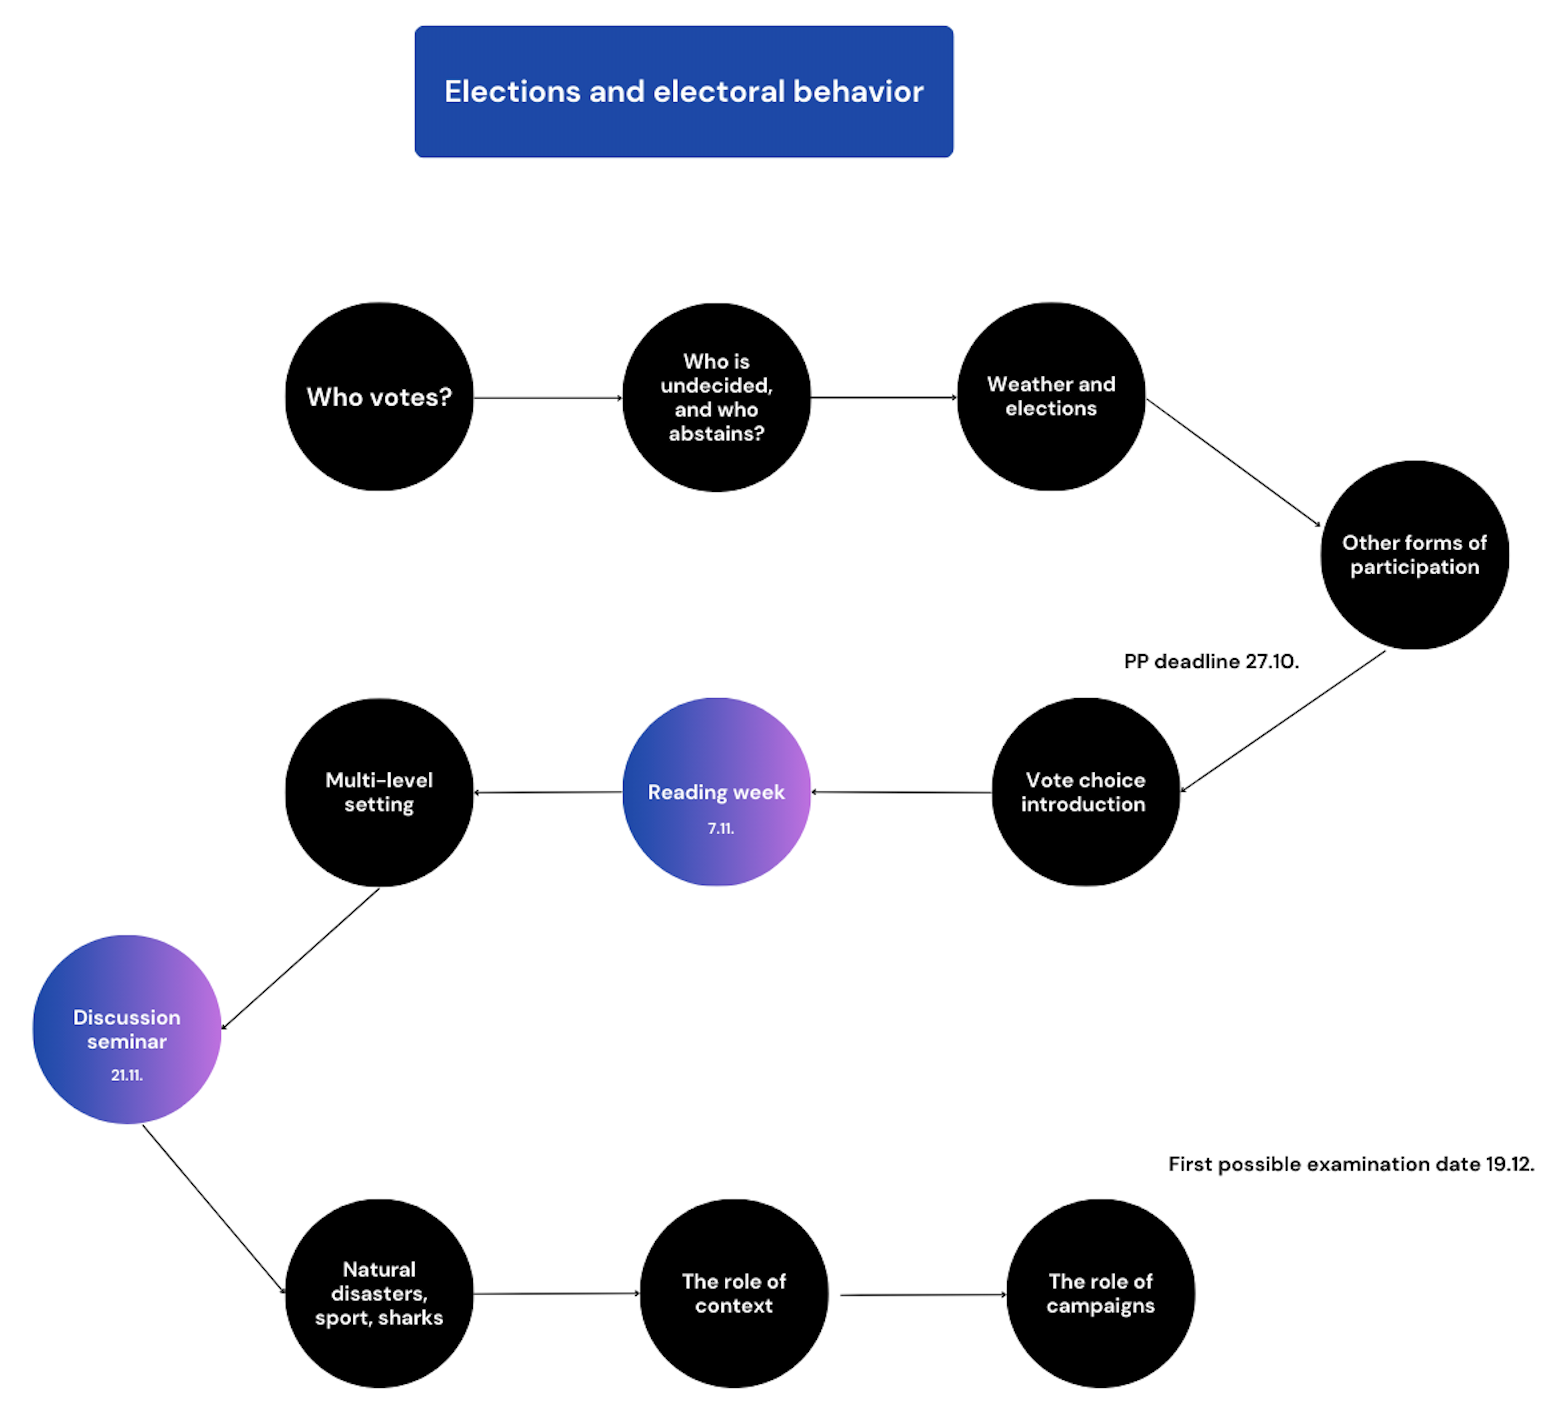 Elections and electoral behavior
Who votes?
Who is
undecided,
and who
abstains?
Weather and
elections
Other forms of
participation
PP deadline 27.10.
Vote choice
introduction
Reading week
7.11.
Multi-level
setting
Discussion
seminar
21.11.
Natural
disasters,
sport, sharks
The role of
context
The role of
campaigns
First possible examination date 19.12.